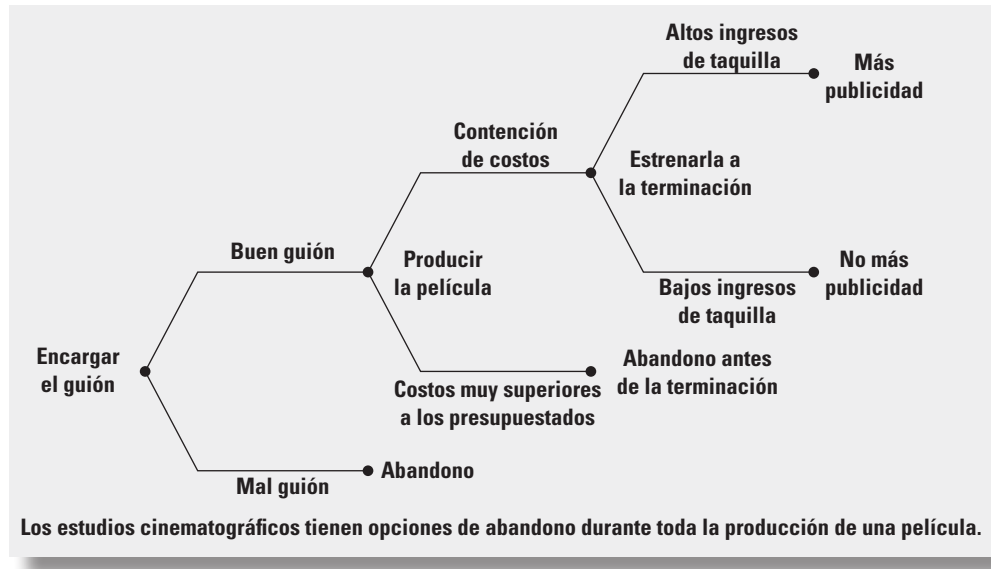 Altos ingresos
de taquilla
Más
publicidad
Contención
de costos
Estrenarla a
la terminación
Buen guión
Producir
la película
Bajos ingresos
de taquilla
No más
publicidad
Encargar
el guión
Costos muy superiores
a los presupuestados
Abandono antes
de la terminación
Mal guión
Abandono
Los estudios cinematográficos tienen opciones de abandono durante toda la producción de una película.